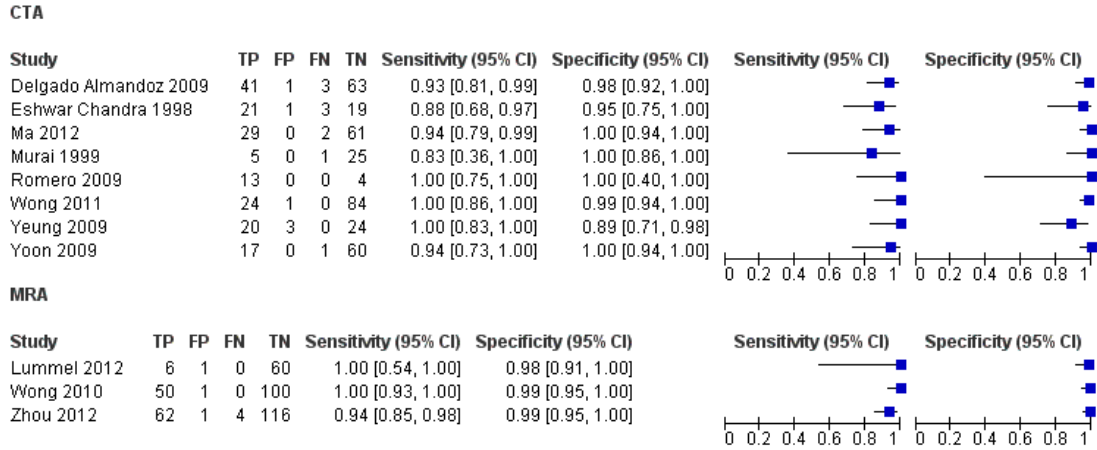 CTA
Study TP FP FN TN Sensitivity (95% CI) Specificity (95% CI) Sensitivity (95% CI) Specificity (95% CI)
Delgado Almandoz 2009 41 1 3 63 0.93 [0.81, 0.99] 0.98 [0.92, 1.00]
Eshwar Chandra 1998 21 1 3 19 0.88 [0.68, 0.97] 0.95 [0.75, 1.00]
Ma 2012 29 0 2 61 0.94 [0.79, 0.99] 1.00 [0.94, 1.00]
Murai 1999 5 0 1 25 0.83 [0.36, 1.00] 1.00 [0.86, 1.00]
Romero 2009 13 0 0 4 1.00 [0.75, 1.00] 1.00 [0.40, 1.00]
Wong 2011 24 1 0 84 1.00 [0.86, 1.00] 0.99 [0.94, 1.00]
Yeung 2009 20 3 0 24 1.00 [0.83, 1.00] 0.89 [0.71, 0.98]
Yoon 2009 17 0 1 60 0.94 [0.73, 1.00] 1.00 [0.94, 1.00]
0 0.2 0.4 0.6 0.8 1 0 0.2 0.4 0.6 0.8 1
MRA
Study TP FP FN TN Sensitivity (95% CI) Specificity (95% CI) Sensitivity (95% CI) Specificity (95% CI)
Lummel 2012 6 1 0 60 1.00 [0.54, 1.00] 0.98 [0.91, 1.00]
Wong 2010 50 1 0 100 1.00 [0.93, 1.00] 0.99 [0.95, 1.00]
Zhou 2012 62 1 4 116 0.94 [0.85, 0.98] 0.99 [0.95, 1.00]
0 0.2 0.4 0.6 0.8 1 0 0.2 0.4 0.6 0.8 1